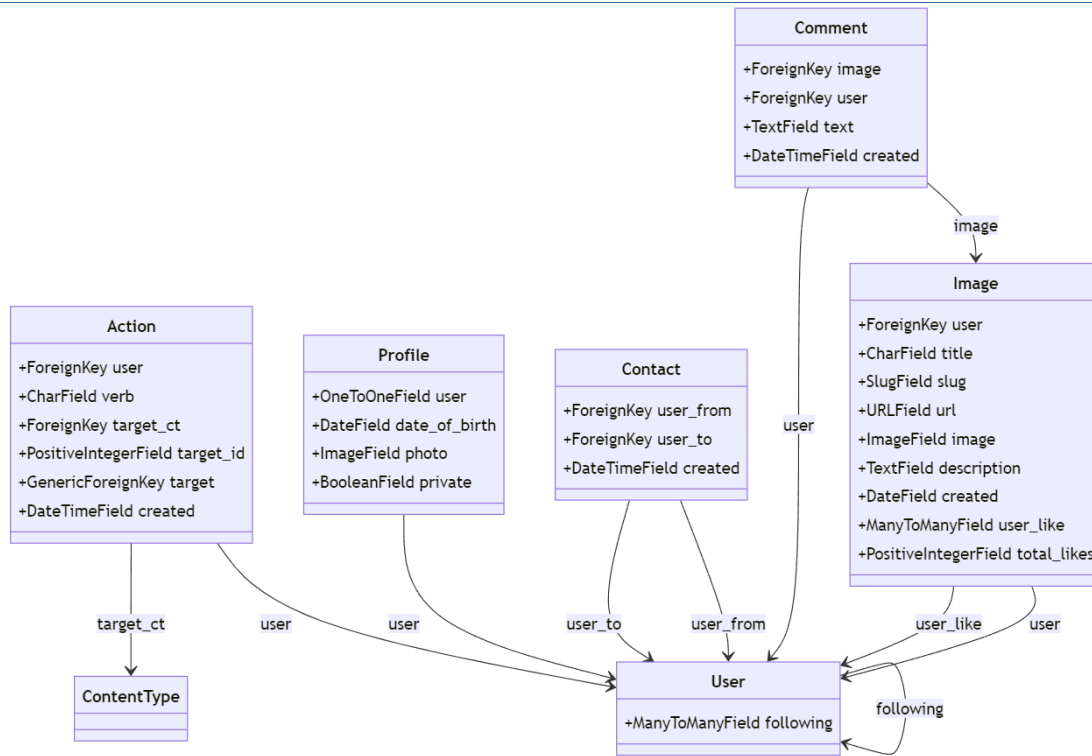 Comment
+ForeignKey image
+ForeignKey user
+TextField text
+DateTimeField created
image
user
Image
+ForeignKey user
+CharField title
+SlugField slug
+URLField url
+ImageField image
+TextField description
+DateField created
+ManyToManyField user_like
+PositiveIntegerField total_likes
Action
+ForeignKey user
+CharField verb
+ForeignKey target_ct
+PositiveIntegerField target_id
+GenericForeignKey target
+DateTimeField created
Profile
+OneToOneField user
+DateField date_of_birth
+ImageField photo
+BooleanField private
Contact
+ForeignKey user_from
+ForeignKey user_to
+DateTimeField created
target_ct
user
user
user_to
user_from
user_like
user
ContentType
User
+ManyToManyField following
following